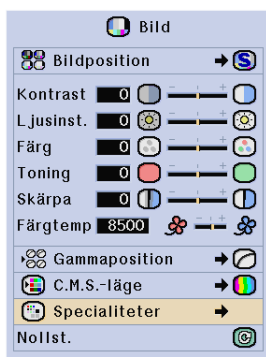 Bild
Bildposition S
Kontrast 0 - +
Ljusinst. 0 - +
Färg 0 - +
Toning 0 - +
Skärpa 0 - +
Färgtemp 8500 - +
Gammaposition
C.M.S.-läge
Specialiteter
Nollst.